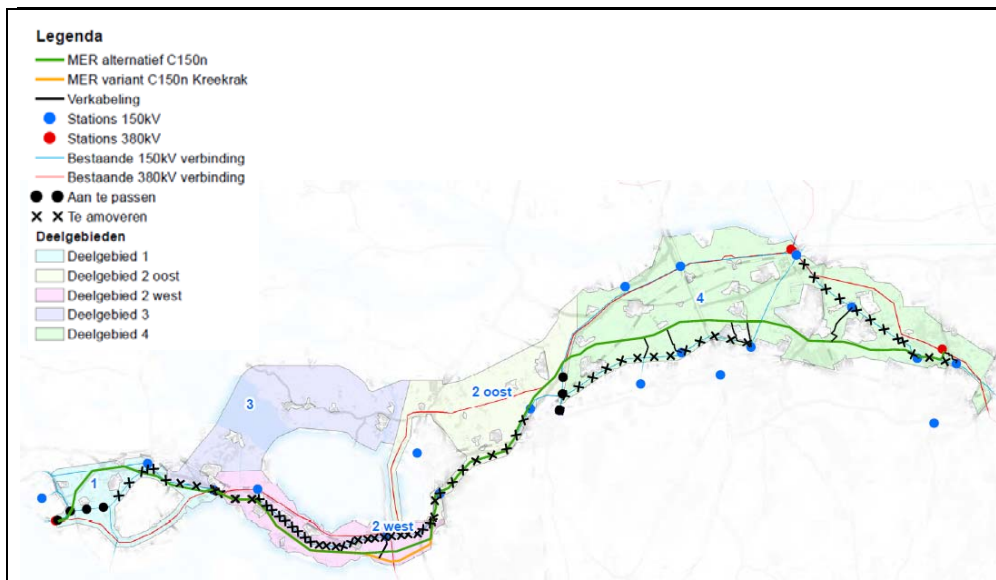 Legenda
MER alternatief C150n
MER variant C150n Kreekrak
Verkabeling
Stations 150kV
Stations 380kV
Bestaande 150kV verbinding
Bestaande 380kV verbinding
Aan te passen
Te amoveren
Deelgebieden
Deelgebied 1
Deelgebied 2 oost
Deelgebied 2 west
Deelgebied 3
Deelgebied 4
4
2 oost
3
1
2 west